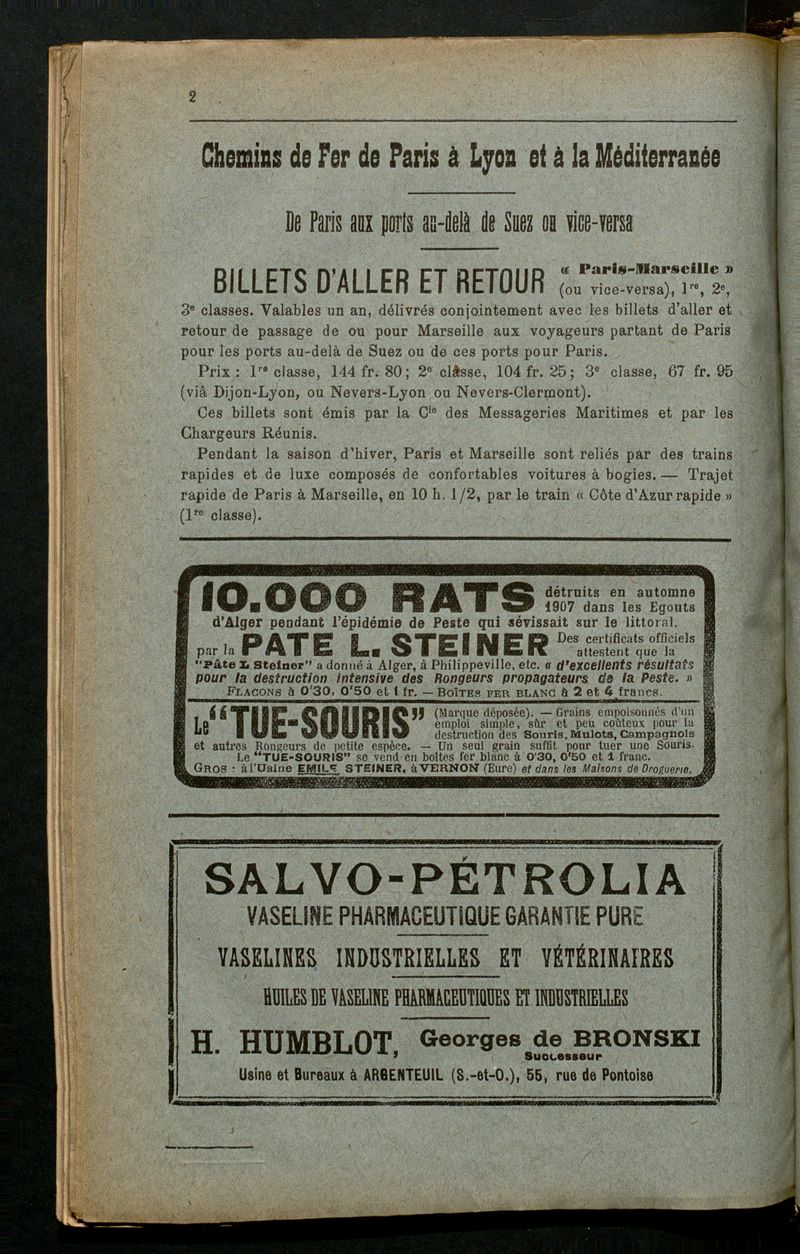 2
Chemins de Fer de Paris à Lyon et à la Méditerranée
De Paris aux ports au-delà de Suez ou vice-versa
BILLETS D'ALLER ET RETOUR « Paris-Marseille »
(ou vice-versa), 1re, 2e,
3e classes. Valables un an, délivrés conjointement avec les billets d'aller et
retour de passage de ou pour Marseille aux voyageurs partant de Paris
pour les ports au-delà de Suez ou de ces ports pour Paris.
Prix : 1re classe, 144 fr. 80; 2e classe, 104 fr. 25; 3e classe, 67 fr. 95
(viâ Dijon-Lyon, ou Nevers-Lyon ou Nevers-Clermont).
Ces billets sont émis par la Cie des Messageries Maritimes et par les
Chargeurs Réunis.
Pendant la saison d'hiver, Paris et Marseille sont reliés par des trains
rapides et de luxe composés de confortables voitures à bogies. — Trajet
rapide de Paris à Marseille, en 10 h. 1/2, par le train « Côte d'Azur rapide »
(1re classe).
10.000 RATS détruits en automne
1907 dans les Egouts
d'Alger pendant l'épidémie de Peste qui sévissait sur le littoral,
par la PATE L. STEINER Des certificats officiels
attestent que la
"Pâte L. Steiner" a donné à Alger, à Philippeville, etc. « d'excellents résultats
pour la destruction intensive des Rongeurs propagateurs de la Peste. »
FLACONS à 0'30, 0'50 et 1 fr. — BOÎTES FER BLANC à 2 et 4 francs.
Le "TUE-SOURIS" (Marque déposée). — Grains empoisonnés d'un
emploi simple, sûr et peu coûteux pour la
destruction des Souris, Mulots, Campagnols
et autres Rongeurs de petite espèce. — Un seul grain suffit pour tuer une Souris.
Le "TUE-SOURIS" se vend en boîtes fer blanc à 0'30, 0'50 et 1 franc.
GROS : à l'Usine EMILE STEINER, à VERNON (Eure) et dans les Maisons de Droguerie.
SALVO-PÉTROLIA
VASELINE PHARMACEUTIQUE GARANTIE PURE
VASELINES INDUSTRIELLES ET VÉTÉRINAIRES
HUILES DE VASELINE PHARMACEUTIQUES ET INDUSTRIELLES
H. HUMBLOT, Georges de BRONSKI
Successeur
Usine et Bureaux à ARGENTEUIL (S.-et-O.), 55, rue de Pontoise